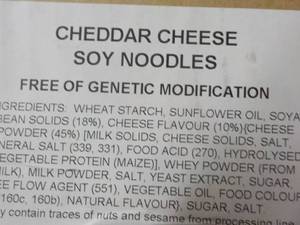 CHEDDAR CHEESE
SOY NOODLES
FREE OF GENETIC MODIFICATION
INGREDIENTS: WHEAT STARCH, SUNFLOWER OIL, SOYA
BEAN SOLIDS (18%), CHEESE FLAVOUR (10%){CHEESE
POWDER (45%) [MILK SOLIDS, CHEESE SOLIDS, SALT,
NERAL SALT (339, 331), FOOD ACID (270), HYDROLYSED
VEGETABLE PROTEIN (MAIZE)], WHEY POWDER (FROM
MILK), MILK POWDER, SALT, YEAST EXTRACT, SUGAR,
EE FLOW AGENT (551), VEGETABLE OIL, FOOD COLOUR
160c, 160b), NATURAL FLAVOUR}, SUGAR, SALT
y contain traces of nuts and sesame from processing line